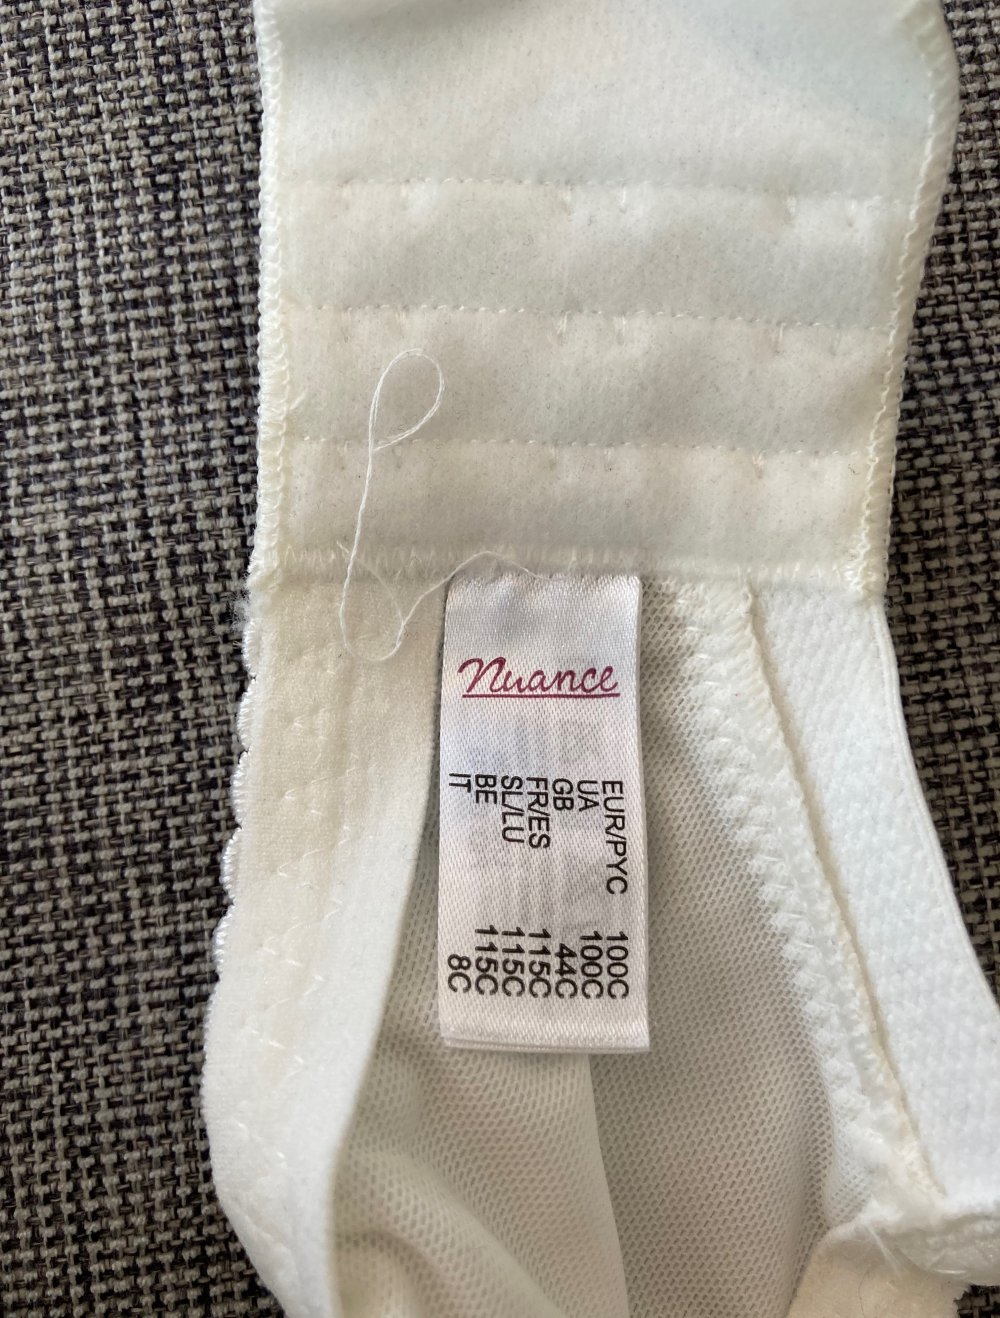 Nuance
EUR/PYC 100C
UA 100C
GB 44C
FR/ES 115C
SL/LU 115C
BE 115C
IT 8C